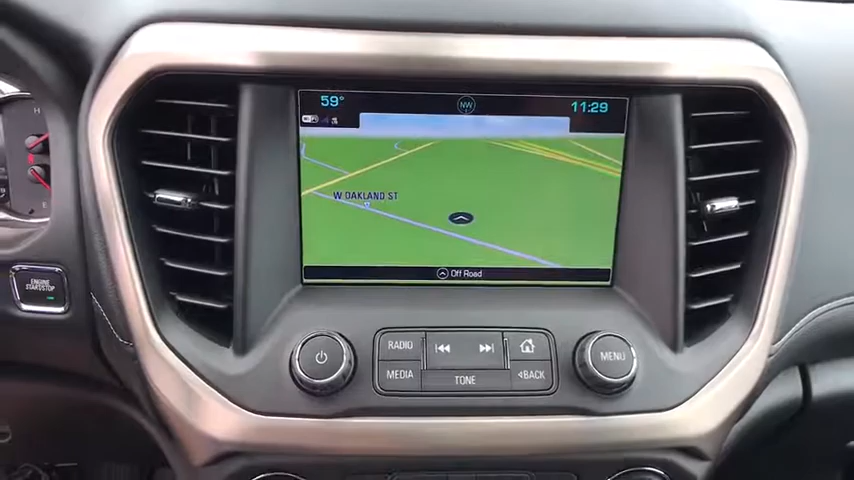 59° NW 11:29
W OAKLAND ST
Off Road
H
E
ENGINE
START/STOP
RADIO
MEDIA
TONE
BACK
MENU